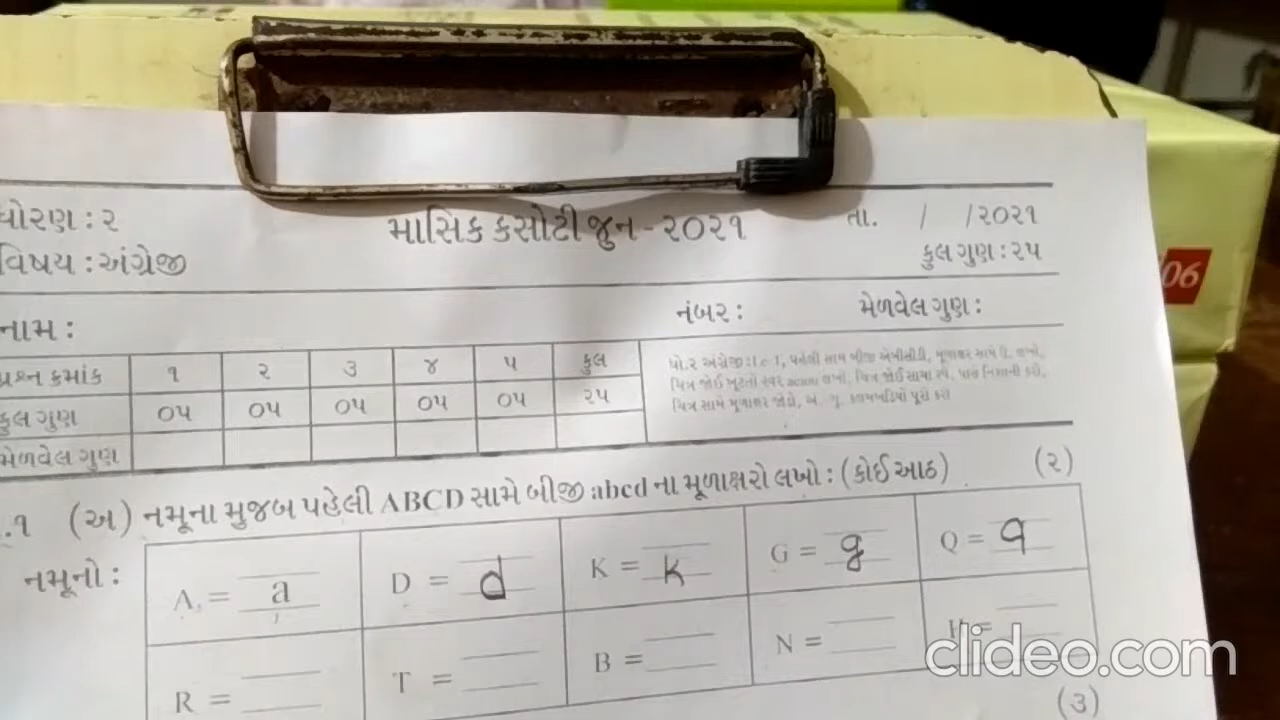 ધોરણ : ૨
માસિક કસોટી જુન - ૨૦૨૧
તા. / /૨૦૨૧
વિષય : અંગ્રેજી
કુલ ગુણ : ૨૫
નામ :
નંબર :
મેળવેલ ગુણ :
પ્રશ્ન ક્રમાંક ૧ ૨ ૩ ૪ ૫ કુલ
કુલ ગુણ ૦૫ ૦૫ ૦૫ ૦૫ ૦૫ ૨૫
મેળવેલ ગુણ
.૧ (અ) નમૂના મુજબ પહેલી ABCD સામે બીજી abcd ના મૂળાક્ષરો લખો : (કોઈ આઠ) (૨)
નમૂનો :
A = a D = d K = k G = g Q = q
R = T = B = N =
(૩)
06
clideo.com